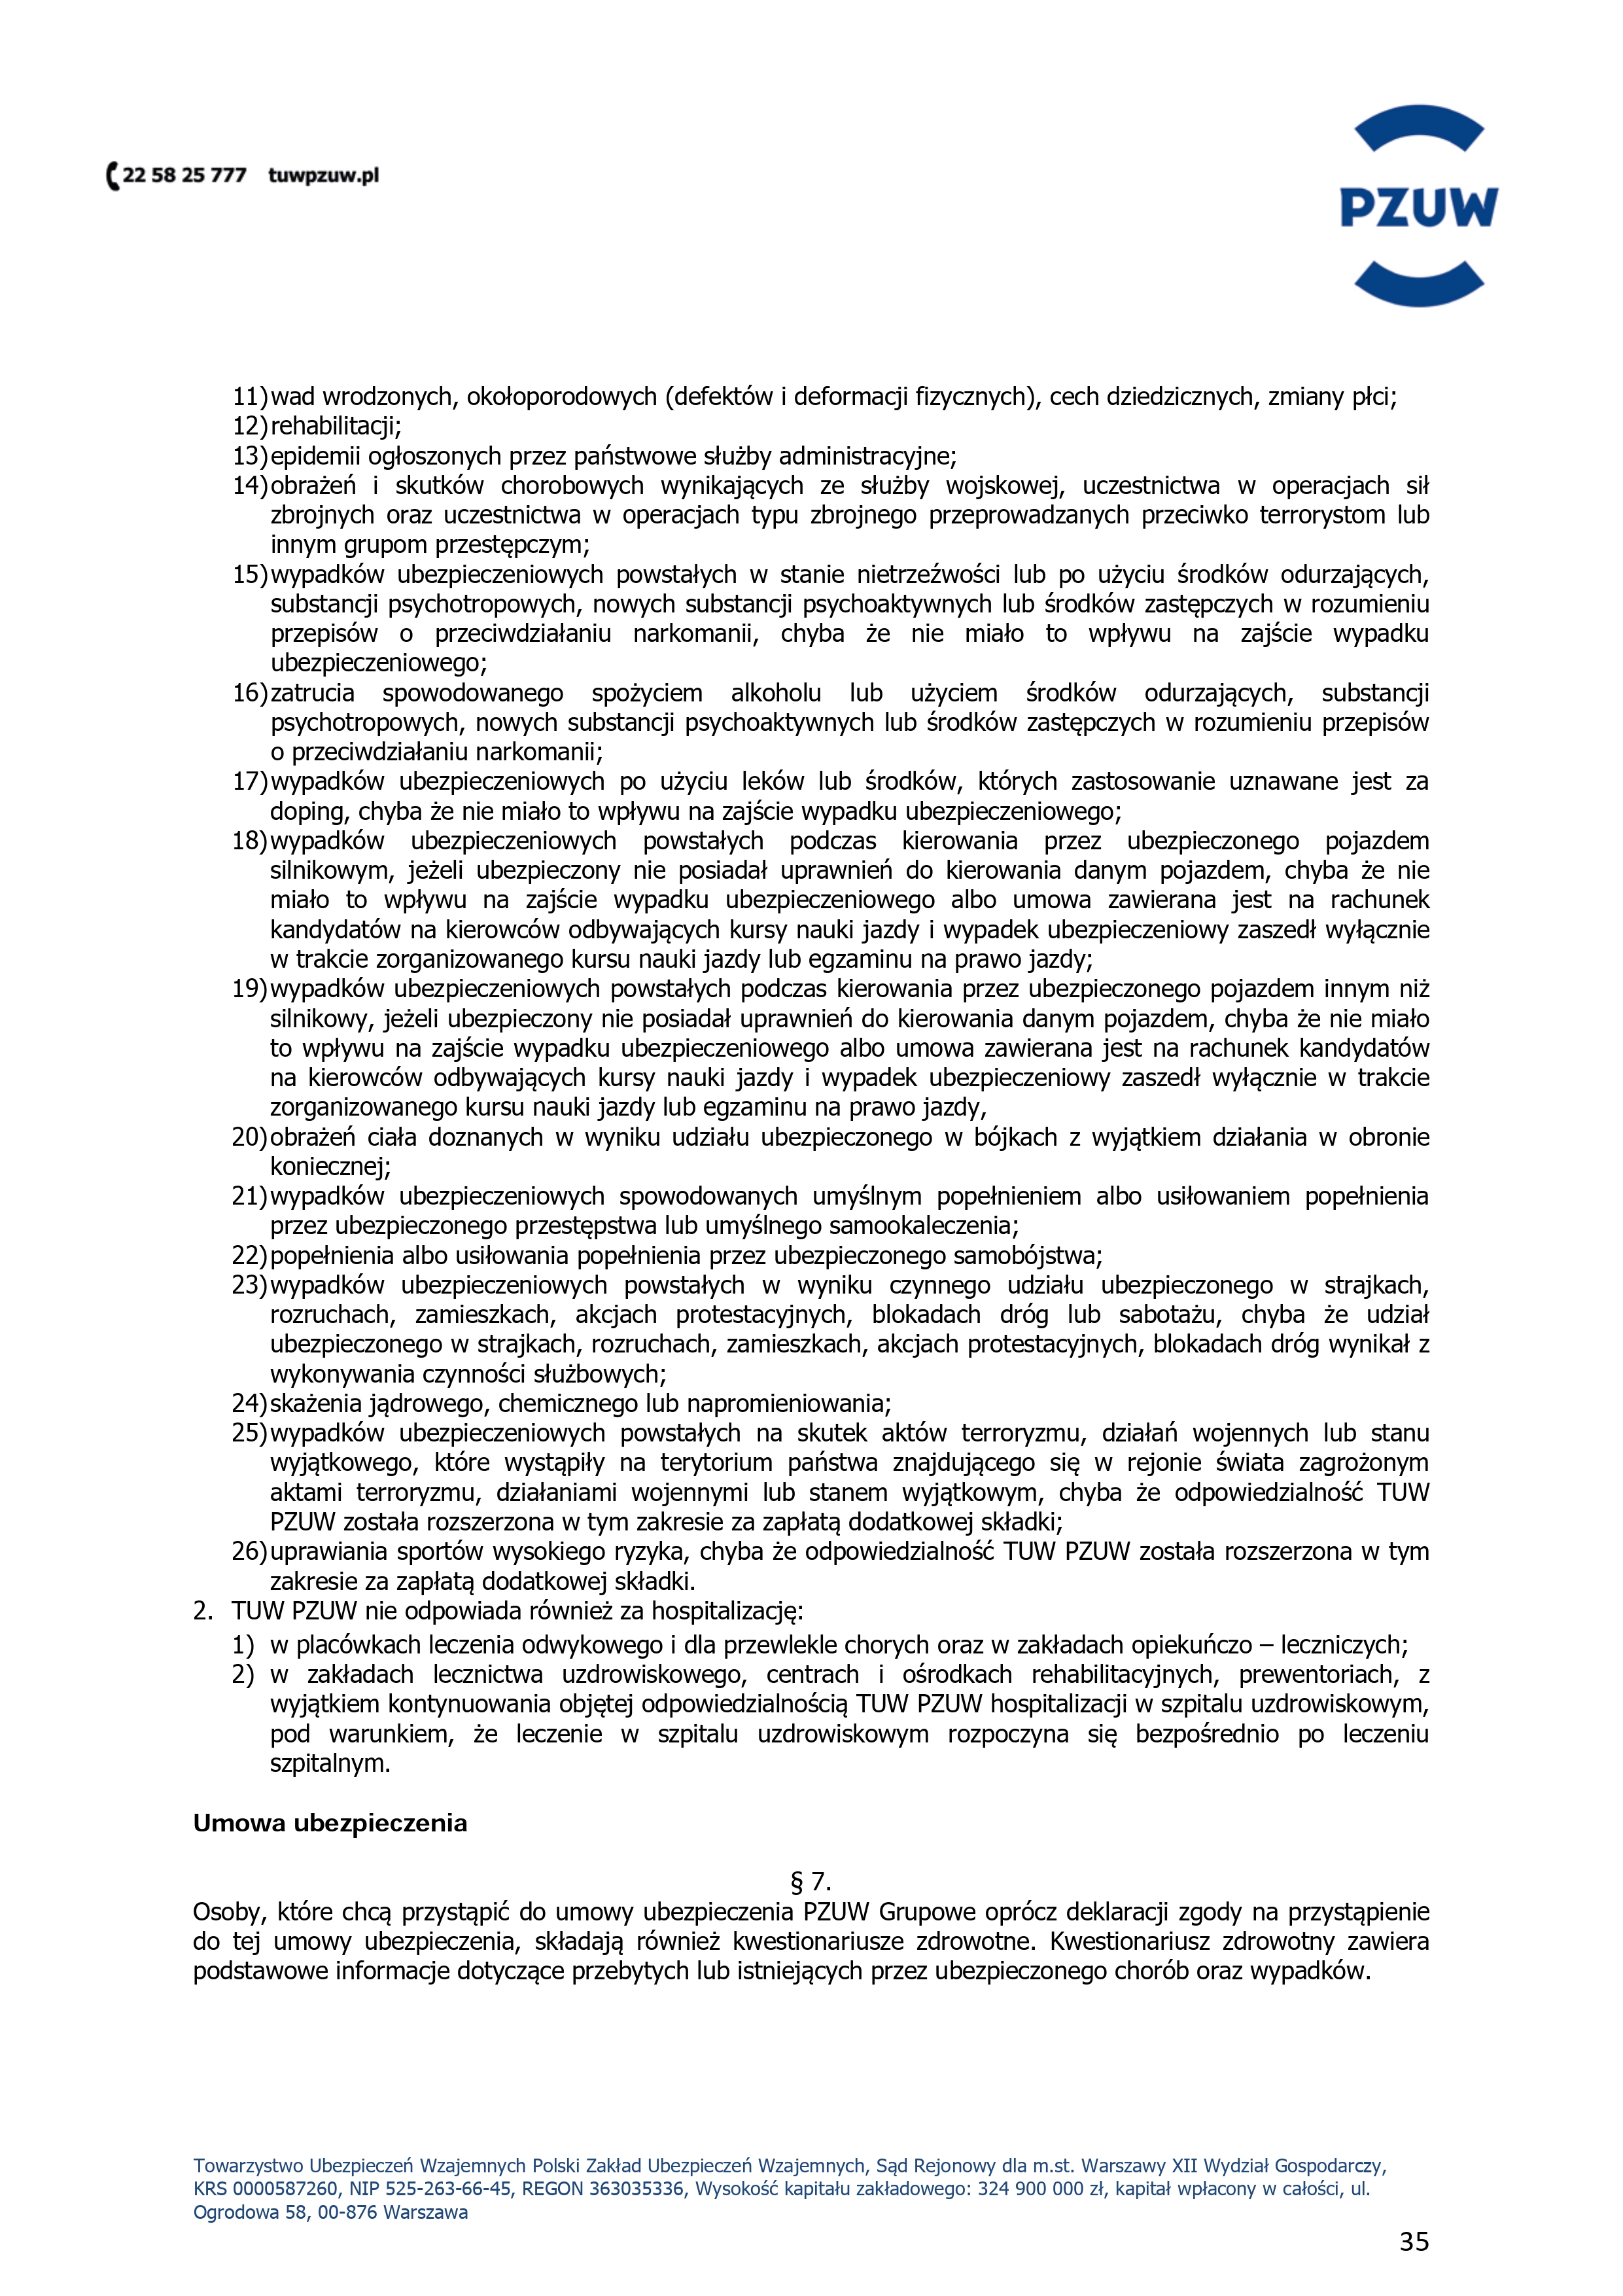 22 58 25 777 tuwpzuw.pl
PZUW
11) wad wrodzonych, okołoporodowych (defektów i deformacji fizycznych), cech dziedzicznych, zmiany płci;
12) rehabilitacji;
13) epidemii ogłoszonych przez państwowe służby administracyjne;
14) obrażeń i skutków chorobowych wynikających ze służby wojskowej, uczestnictwa w operacjach sił
zbrojnych oraz uczestnictwa w operacjach typu zbrojnego przeprowadzanych przeciwko terrorystom lub
innym grupom przestępczym;
15) wypadków ubezpieczeniowych powstałych w stanie nietrzeźwości lub po użyciu środków odurzających,
substancji psychotropowych, nowych substancji psychoaktywnych lub środków zastępczych w rozumieniu
przepisów o przeciwdziałaniu narkomanii, chyba że nie miało to wpływu na zajście wypadku
ubezpieczeniowego;
16) zatrucia spowodowanego spożyciem alkoholu lub użyciem środków odurzających, substancji
psychotropowych, nowych substancji psychoaktywnych lub środków zastępczych w rozumieniu przepisów
o przeciwdziałaniu narkomanii;
17) wypadków ubezpieczeniowych po użyciu leków lub środków, których zastosowanie uznawane jest za
doping, chyba że nie miało to wpływu na zajście wypadku ubezpieczeniowego;
18) wypadków ubezpieczeniowych powstałych podczas kierowania przez ubezpieczonego pojazdem
silnikowym, jeżeli ubezpieczony nie posiadał uprawnień do kierowania danym pojazdem, chyba że nie
miało to wpływu na zajście wypadku ubezpieczeniowego albo umowa zawierana jest na rachunek
kandydatów na kierowców odbywających kursy nauki jazdy i wypadek ubezpieczeniowy zaszedł wyłącznie
w trakcie zorganizowanego kursu nauki jazdy lub egzaminu na prawo jazdy;
19) wypadków ubezpieczeniowych powstałych podczas kierowania przez ubezpieczonego pojazdem innym niż
silnikowy, jeżeli ubezpieczony nie posiadał uprawnień do kierowania danym pojazdem, chyba że nie miało
to wpływu na zajście wypadku ubezpieczeniowego albo umowa zawierana jest na rachunek kandydatów
na kierowców odbywających kursy nauki jazdy i wypadek ubezpieczeniowy zaszedł wyłącznie w trakcie
zorganizowanego kursu nauki jazdy lub egzaminu na prawo jazdy,
20) obrażeń ciała doznanych w wyniku udziału ubezpieczonego w bójkach z wyjątkiem działania w obronie
koniecznej;
21) wypadków ubezpieczeniowych spowodowanych umyślnym popełnieniem albo usiłowaniem popełnienia
przez ubezpieczonego przestępstwa lub umyślnego samookaleczenia;
22) popełnienia albo usiłowania popełnienia przez ubezpieczonego samobójstwa;
23) wypadków ubezpieczeniowych powstałych w wyniku czynnego udziału ubezpieczonego w strajkach,
rozruchach, zamieszkach, akcjach protestacyjnych, blokadach dróg lub sabotażu, chyba że udział
ubezpieczonego w strajkach, rozruchach, zamieszkach, akcjach protestacyjnych, blokadach dróg wynikał z
wykonywania czynności służbowych;
24) skażenia jądrowego, chemicznego lub napromieniowania;
25) wypadków ubezpieczeniowych powstałych na skutek aktów terroryzmu, działań wojennych lub stanu
wyjątkowego, które wystąpiły na terytorium państwa znajdującego się w rejonie świata zagrożonym
aktami terroryzmu, działaniami wojennymi lub stanem wyjątkowym, chyba że odpowiedzialność TUW
PZUW została rozszerzona w tym zakresie za zapłatą dodatkowej składki;
26) uprawiania sportów wysokiego ryzyka, chyba że odpowiedzialność TUW PZUW została rozszerzona w tym
zakresie za zapłatą dodatkowej składki.
2. TUW PZUW nie odpowiada również za hospitalizację:
1) w placówkach leczenia odwykowego i dla przewlekle chorych oraz w zakładach opiekuńczo – leczniczych;
2) w zakładach lecznictwa uzdrowiskowego, centrach i ośrodkach rehabilitacyjnych, prewentoriach, z
wyjątkiem kontynuowania objętej odpowiedzialnością TUW PZUW hospitalizacji w szpitalu uzdrowiskowym,
pod warunkiem, że leczenie w szpitalu uzdrowiskowym rozpoczyna się bezpośrednio po leczeniu
szpitalnym.
Umowa ubezpieczenia
§ 7.
Osoby, które chcą przystąpić do umowy ubezpieczenia PZUW Grupowe oprócz deklaracji zgody na przystąpienie
do tej umowy ubezpieczenia, składają również kwestionariusze zdrowotne. Kwestionariusz zdrowotny zawiera
podstawowe informacje dotyczące przebytych lub istniejących przez ubezpieczonego chorób oraz wypadków.
Towarzystwo Ubezpieczeń Wzajemnych Polski Zakład Ubezpieczeń Wzajemnych, Sąd Rejonowy dla m.st. Warszawy XII Wydział Gospodarczy,
KRS 0000587260, NIP 525-263-66-45, REGON 363035336, Wysokość kapitału zakładowego: 324 900 000 zł, kapitał wpłacony w całości, ul.
Ogrodowa 58, 00-876 Warszawa
35